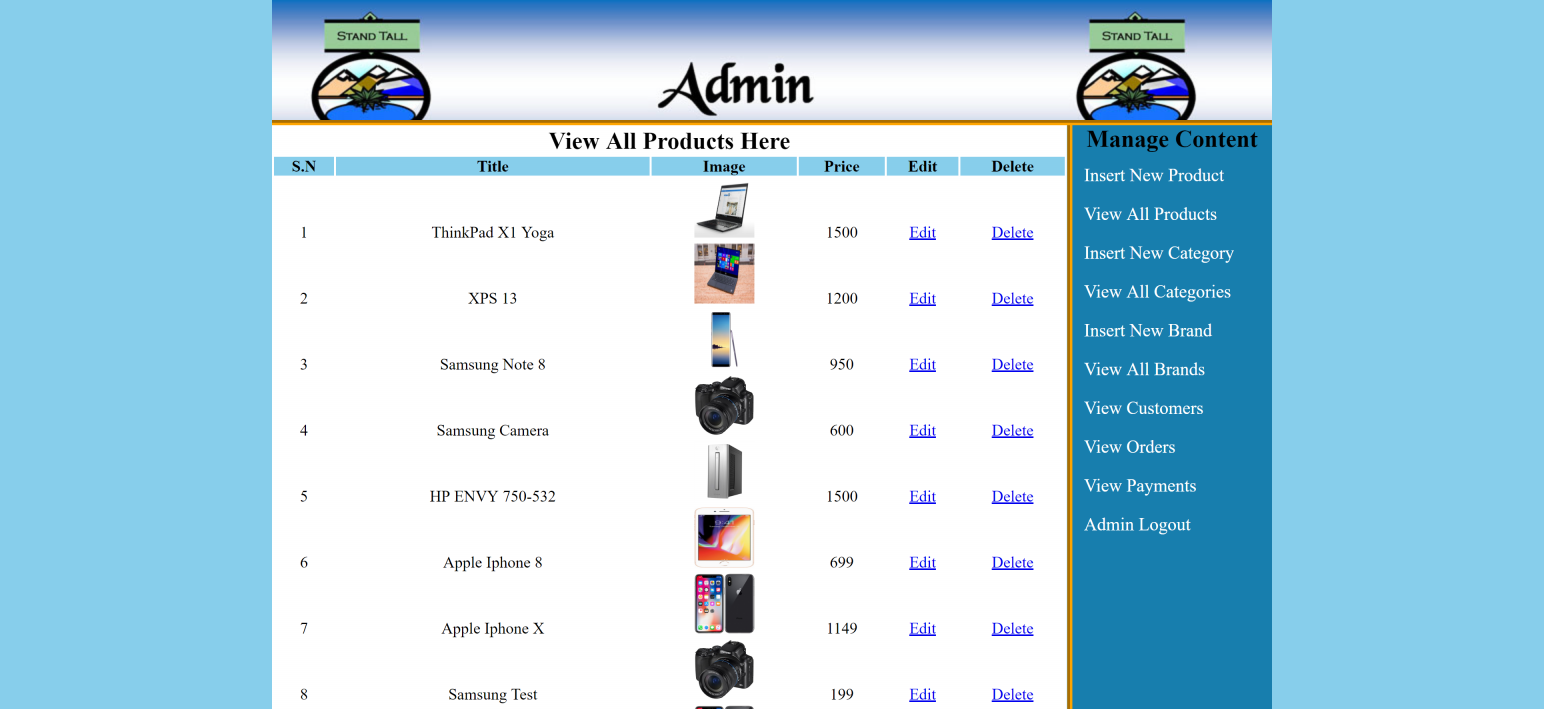 STAND TALL
STAND TALL
Admin
View All Products Here
S.N Title Image Price Edit Delete
1 ThinkPad X1 Yoga 1500 Edit Delete
2 XPS 13 1200 Edit Delete
3 Samsung Note 8 950 Edit Delete
4 Samsung Camera 600 Edit Delete
5 HP ENVY 750-532 1500 Edit Delete
6 Apple Iphone 8 699 Edit Delete
7 Apple Iphone X 1149 Edit Delete
8 Samsung Test 199 Edit Delete
Manage Content
Insert New Product
View All Products
Insert New Category
View All Categories
Insert New Brand
View All Brands
View Customers
View Orders
View Payments
Admin Logout